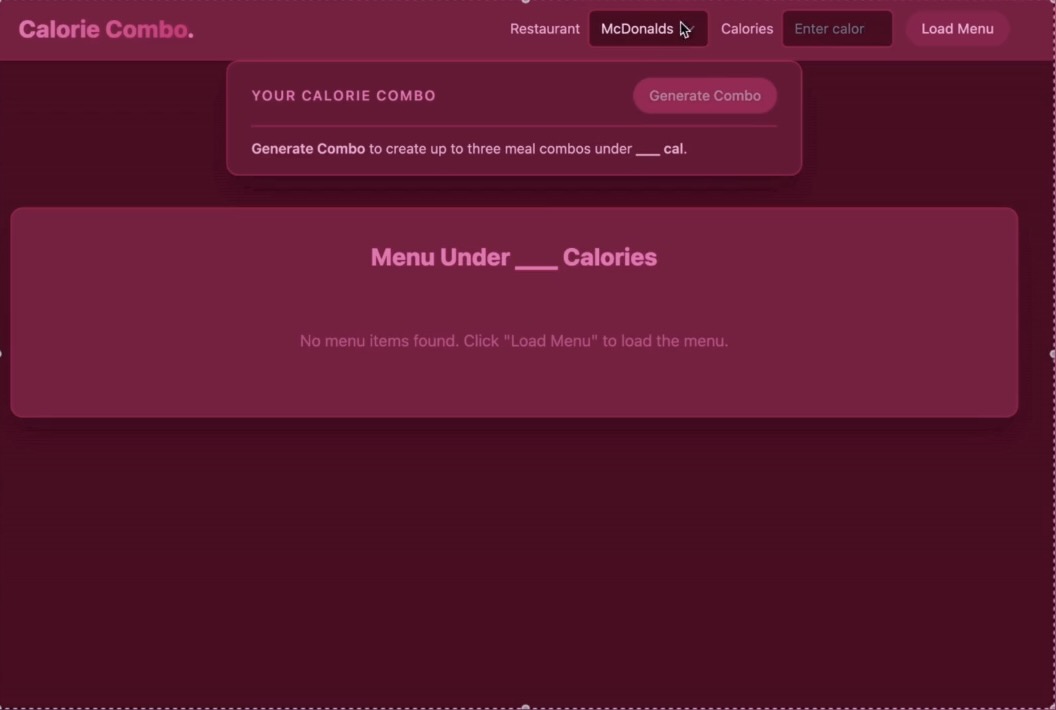 Calorie Combo.
Restaurant McDonalds Calories Enter calor Load Menu
YOUR CALORIE COMBO Generate Combo
Generate Combo to create up to three meal combos under ___ cal.
Menu Under ___ Calories
No menu items found. Click "Load Menu" to load the menu.